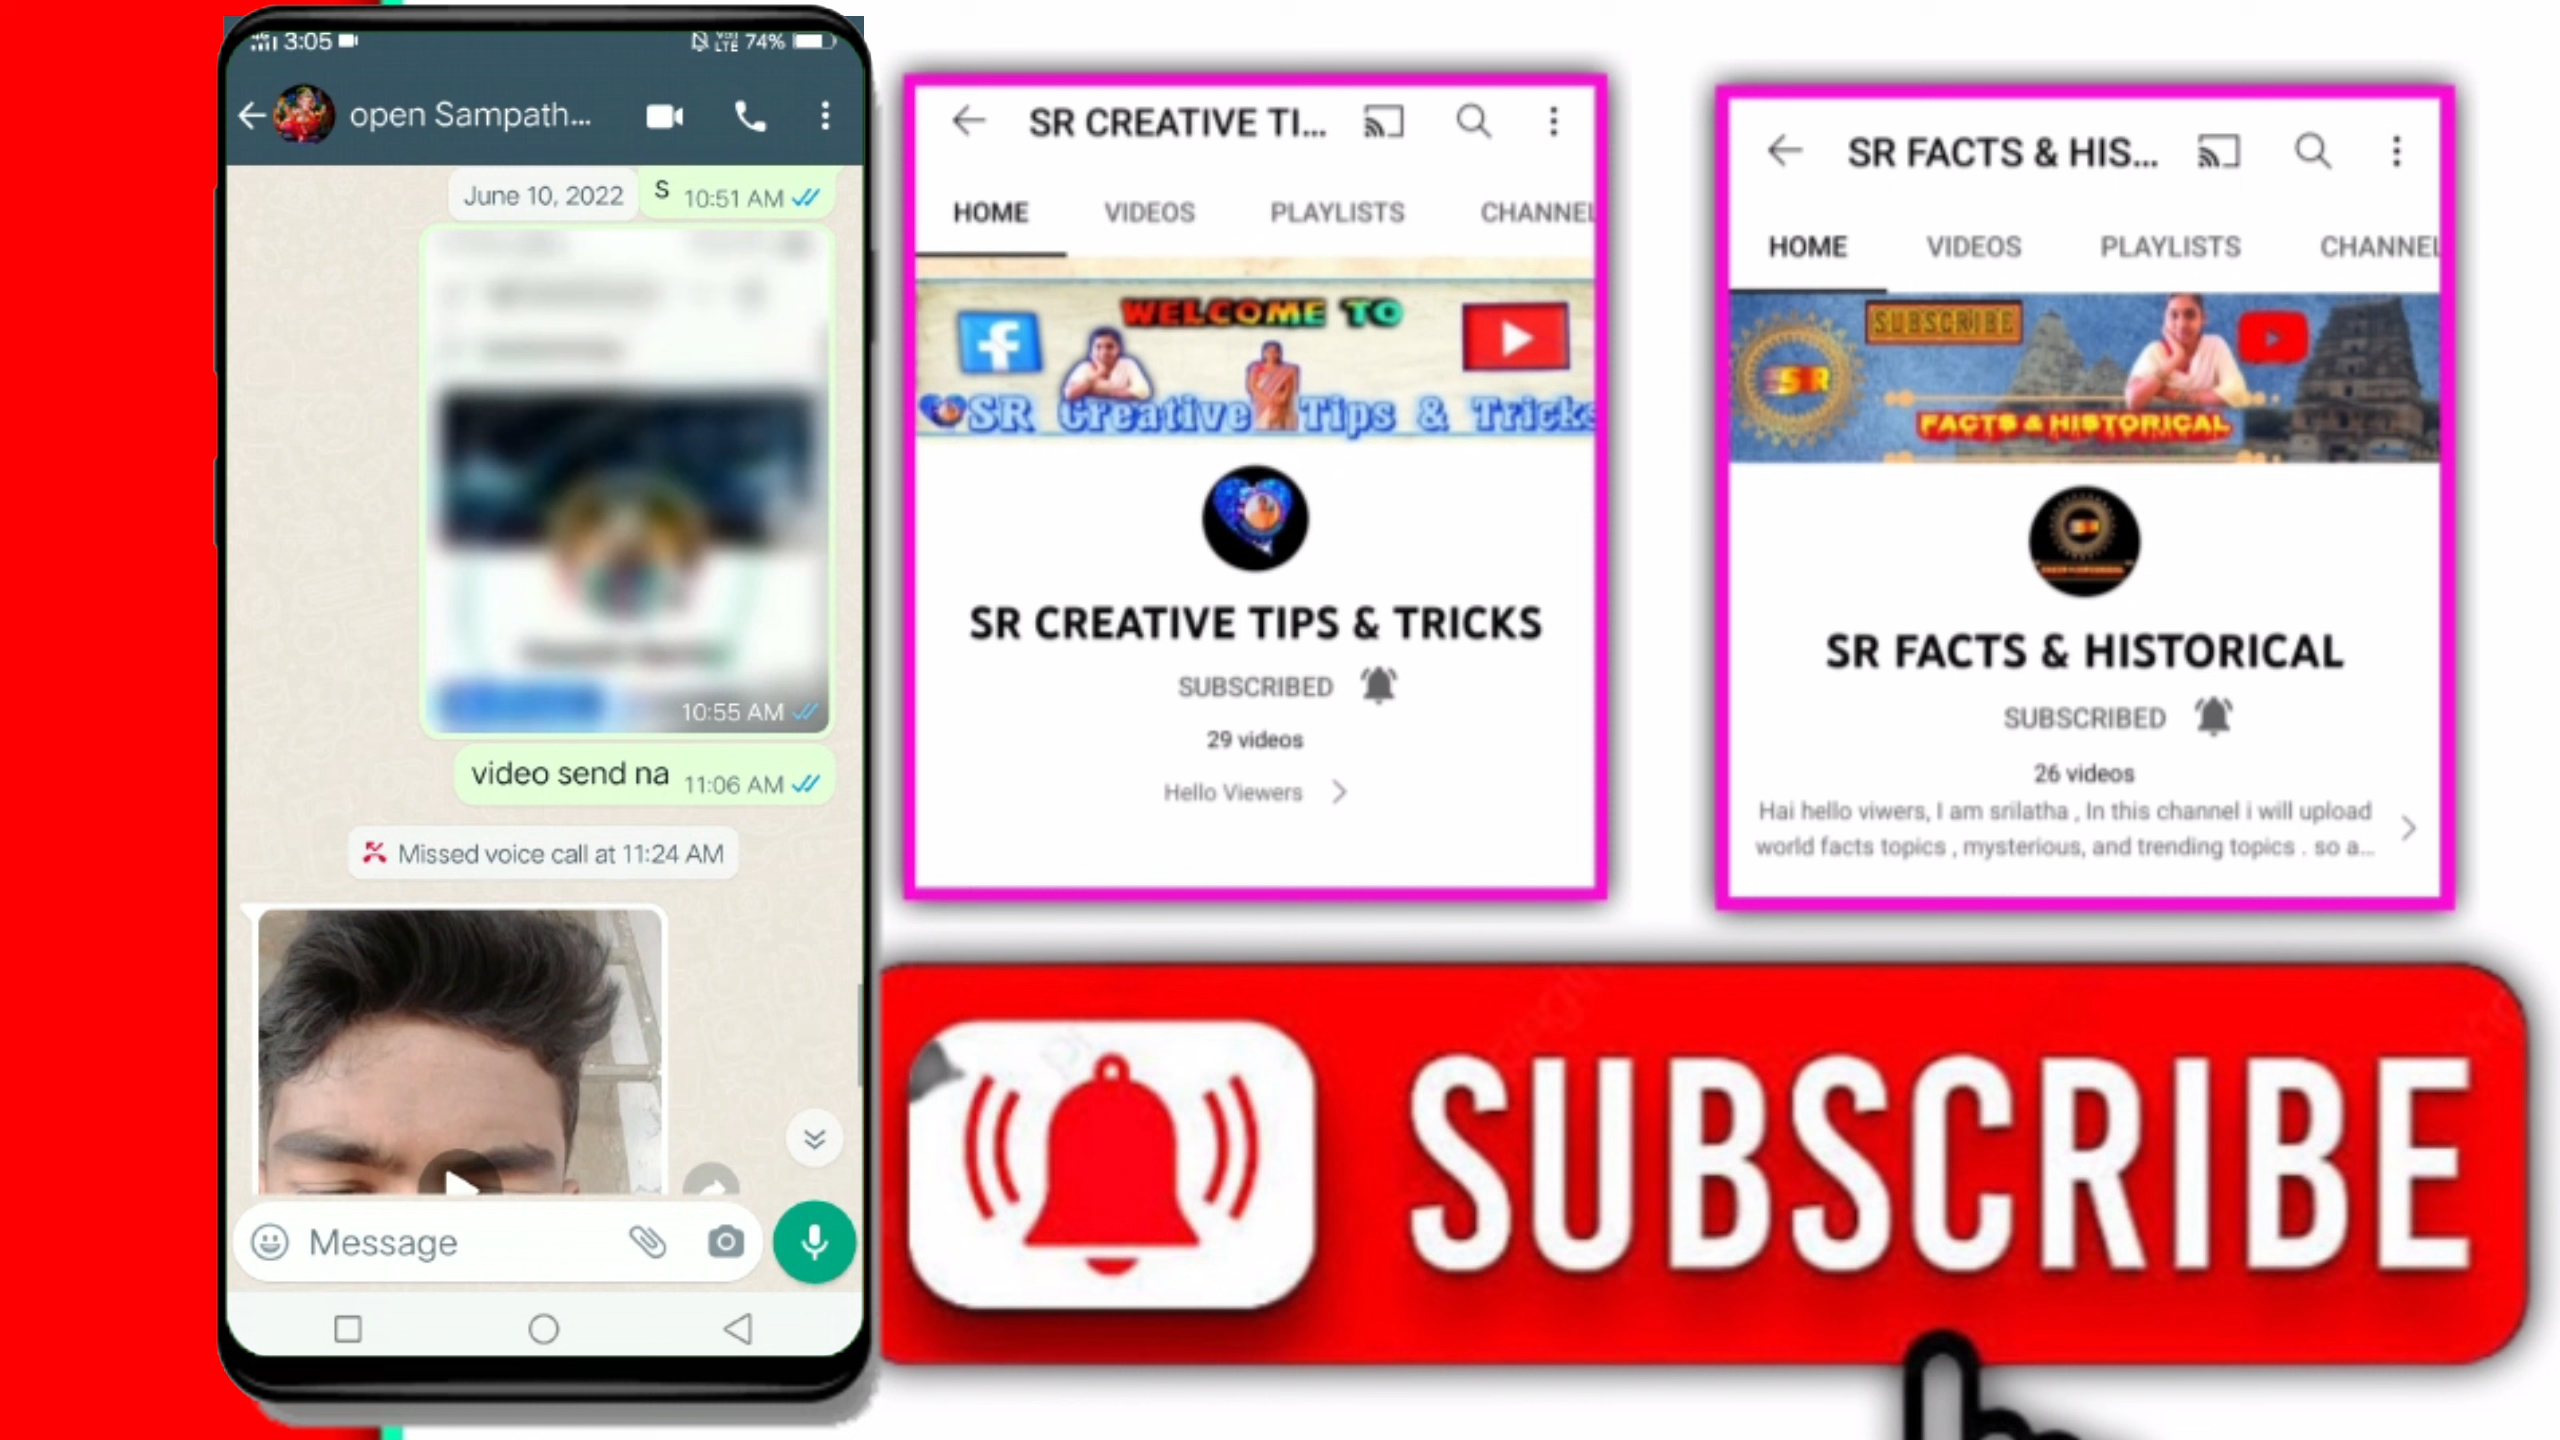 3:05
VoLTE 74%
open Sampath...
June 10, 2022
S 10:51 AM
10:55 AM
video send na 11:06 AM
Missed voice call at 11:24 AM
Message
SR CREATIVE TI...
HOME VIDEOS PLAYLISTS CHANNEL
WELCOME TO
SR Creative Tips & Tricks
SR CREATIVE TIPS & TRICKS
SUBSCRIBED
29 videos
Hello Viewers
SR FACTS & HIS...
HOME VIDEOS PLAYLISTS CHANNEL
SUBSCRIBE
FACTS & HISTORICAL
SR FACTS & HISTORICAL
SUBSCRIBED
26 videos
Hai hello viwers, I am srilatha , In this channel i will upload
world facts topics , mysterious, and trending topics . so a...
SUBSCRIBE